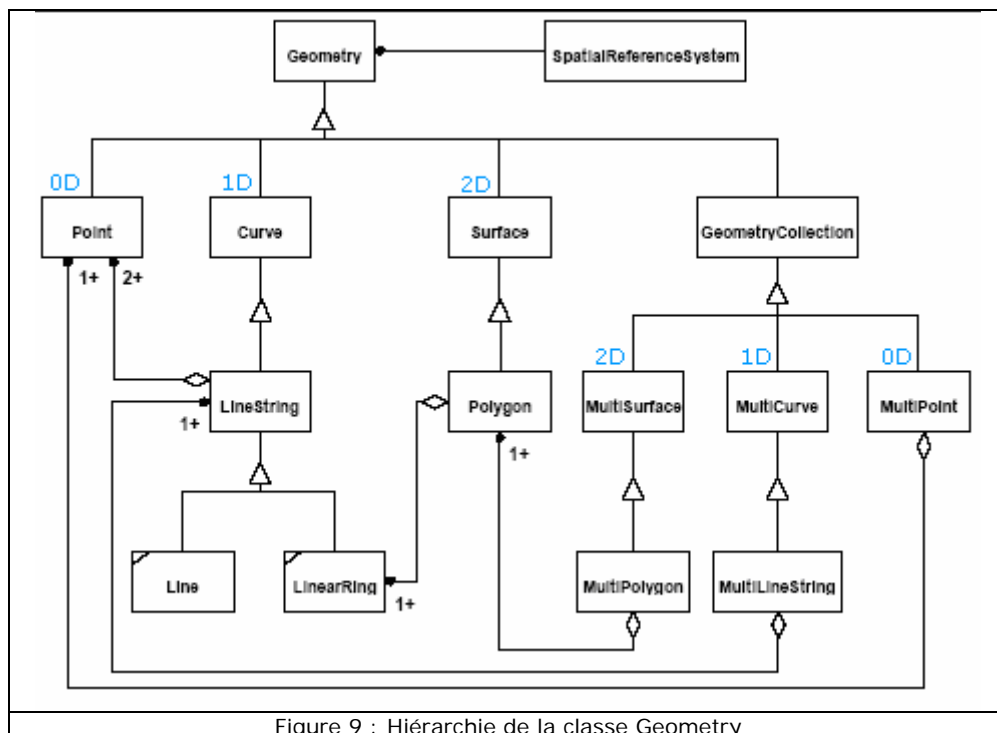 Geometry
SpatialReferenceSystem
0D
1D
2D
Point
Curve
Surface
GeometryCollection
1+
2+
2D
1D
0D
LineString
Polygon
MultiSurface
MultiCurve
MultiPoint
1+
1+
Line
LinearRing
MultiPolygon
MultiLineString
1+
Figure 9 : Hiérarchie de la classe Geometry